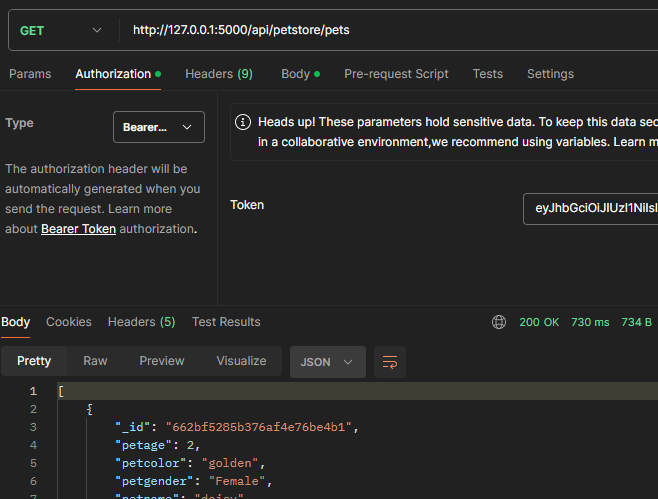 GET http://127.0.0.1:5000/api/petstore/pets
Params Authorization Headers (9) Body Pre-request Script Tests Settings
Type
Bearer...
The authorization header will be
automatically generated when you
send the request. Learn more
about Bearer Token authorization.
Heads up! These parameters hold sensitive data. To keep this data sec
in a collaborative environment,we recommend using variables. Learn m
Token
Body Cookies Headers (5) Test Results 200 OK 730 ms 734 B
Pretty Raw Preview Visualize JSON
1 [
2 {
3 "_id": "662bf5285b376af4e76be4b1",
4 "petage": 2,
5 "petcolor": "golden",
6 "petgender": "Female",
7 "petname": "daisy"